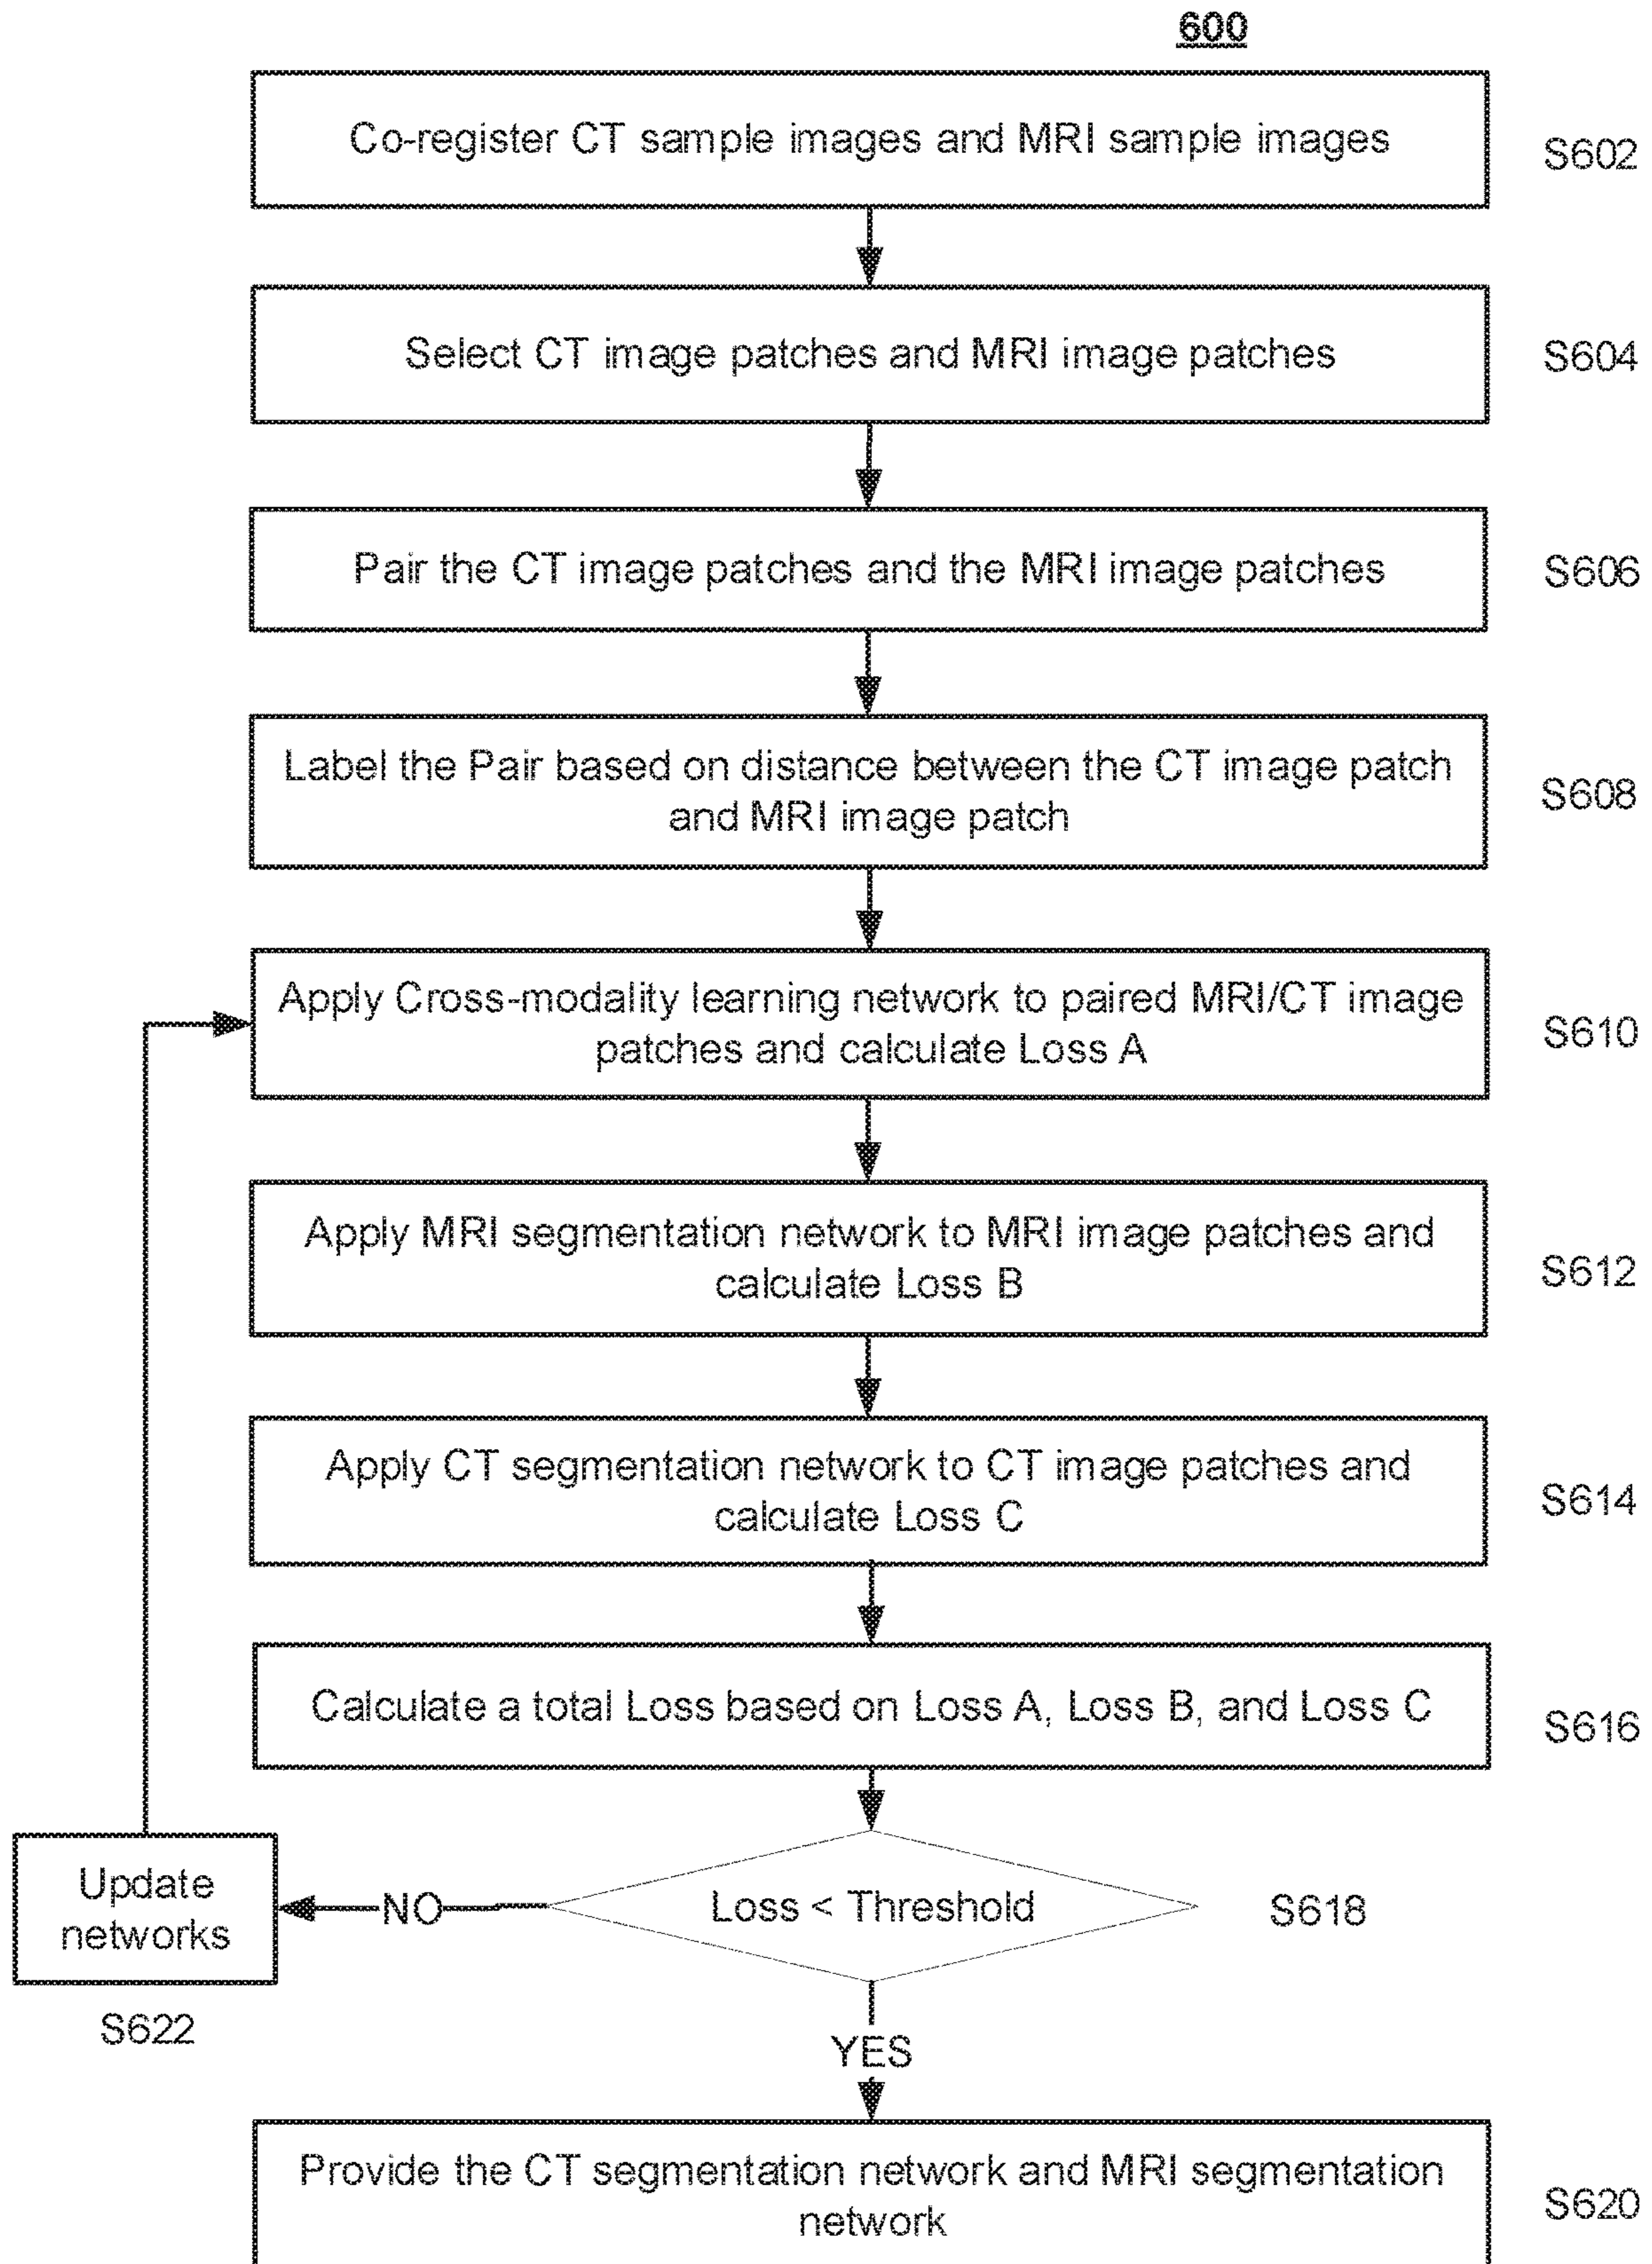 600
Co-register CT sample images and MRI sample images
S602
Select CT image patches and MRI image patches
S604
Pair the CT image patches and the MRI image patches
S606
Label the Pair based on distance between the CT image patch
and MRI image patch
S608
Apply Cross-modality learning network to paired MRI/CT image
patches and calculate Loss A
S610
Apply MRI segmentation network to MRI image patches and
calculate Loss B
S612
Apply CT segmentation network to CT image patches and
calculate Loss C
S614
Calculate a total Loss based on Loss A, Loss B, and Loss C
S616
Update
networks
NO
Loss < Threshold
S618
S622
YES
Provide the CT segmentation network and MRI segmentation
network
S620